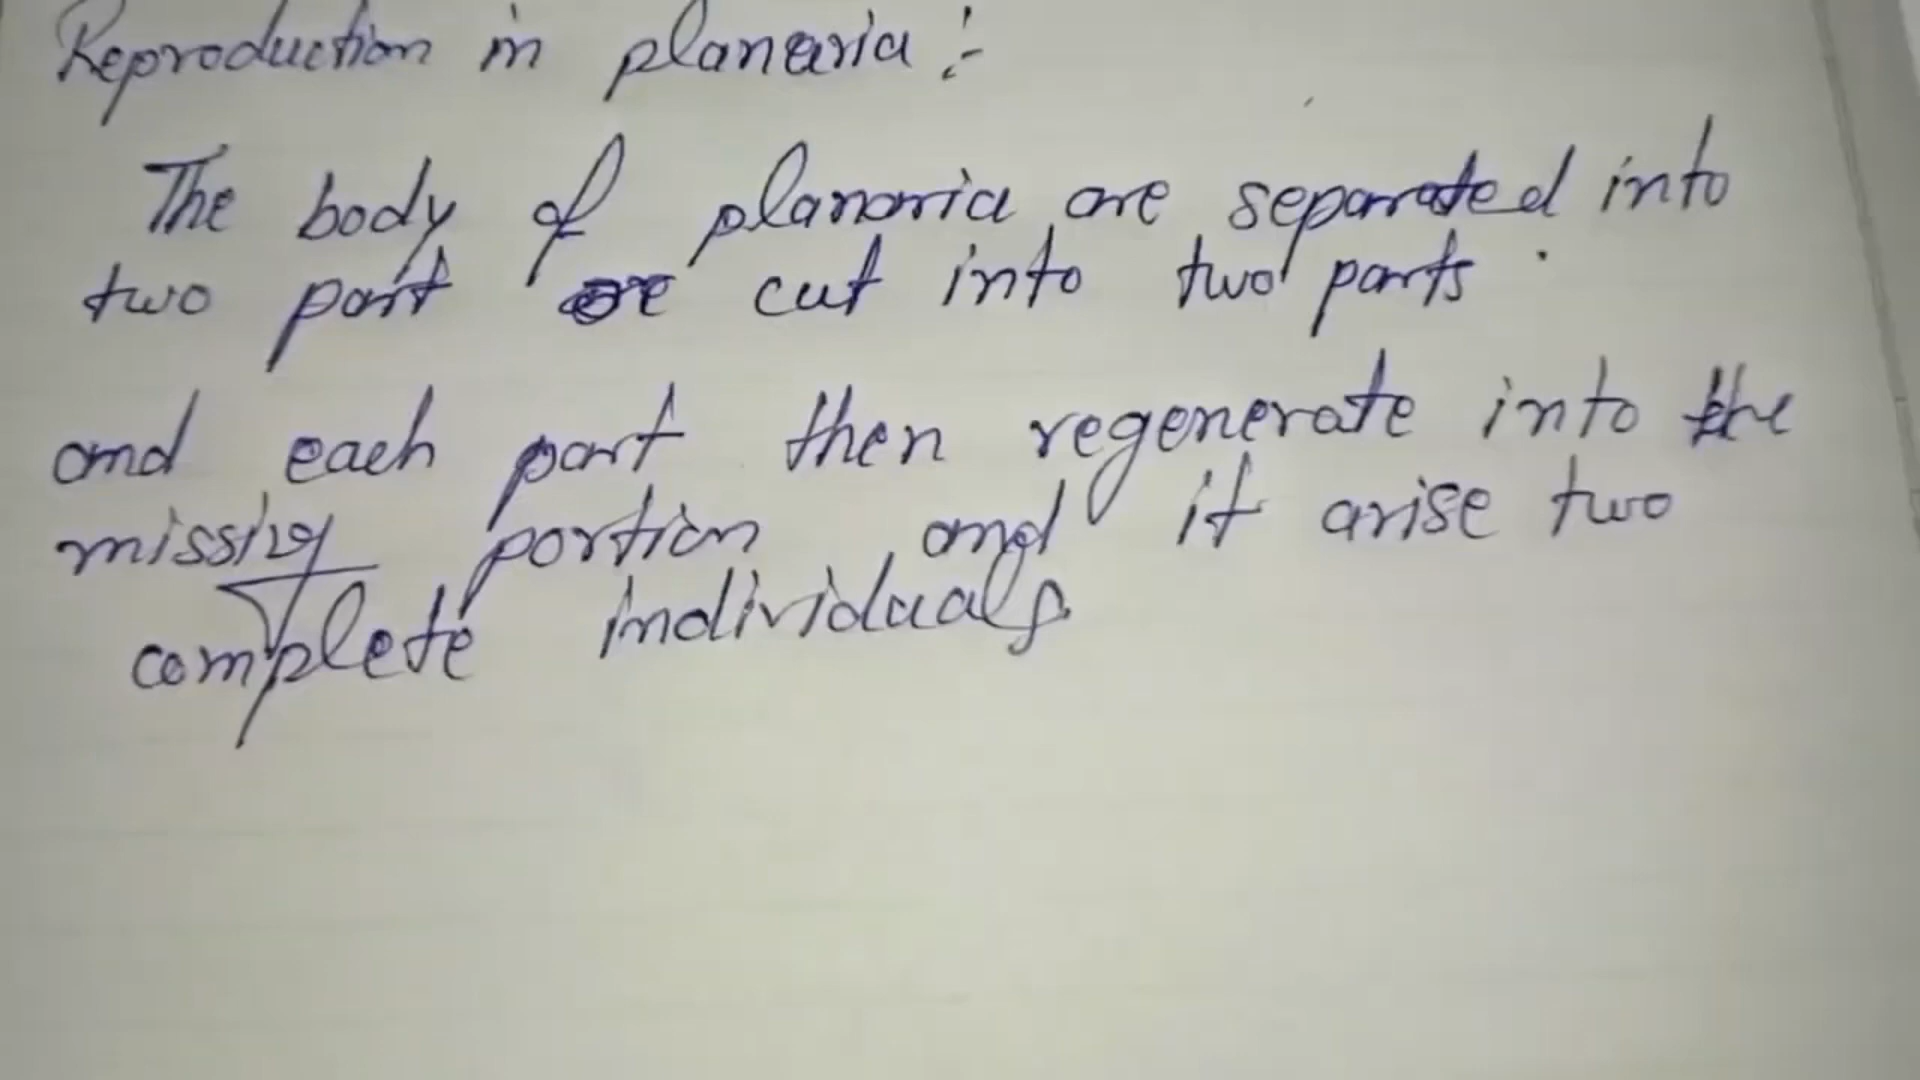 Reproduction in planaria :-
The body of planaria are separated into
two part or cut into two parts.
and each part then regenerate into the
missing portion and it arise two
complete individuals